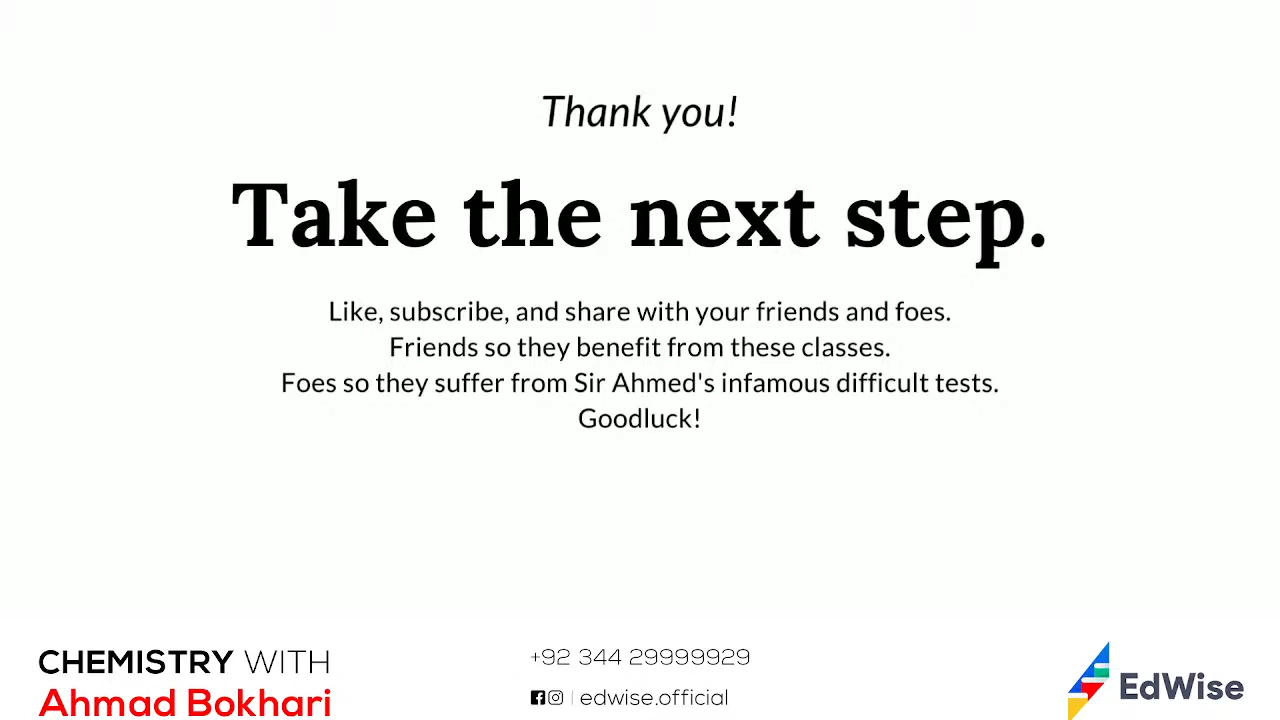 Thank you!
Take the next step.
Like, subscribe, and share with your friends and foes.
Friends so they benefit from these classes.
Foes so they suffer from Sir Ahmed's infamous difficult tests.
Goodluck!
CHEMISTRY WITH
Ahmad Bokhari
+92 344 29999929
edwise.official
EdWise